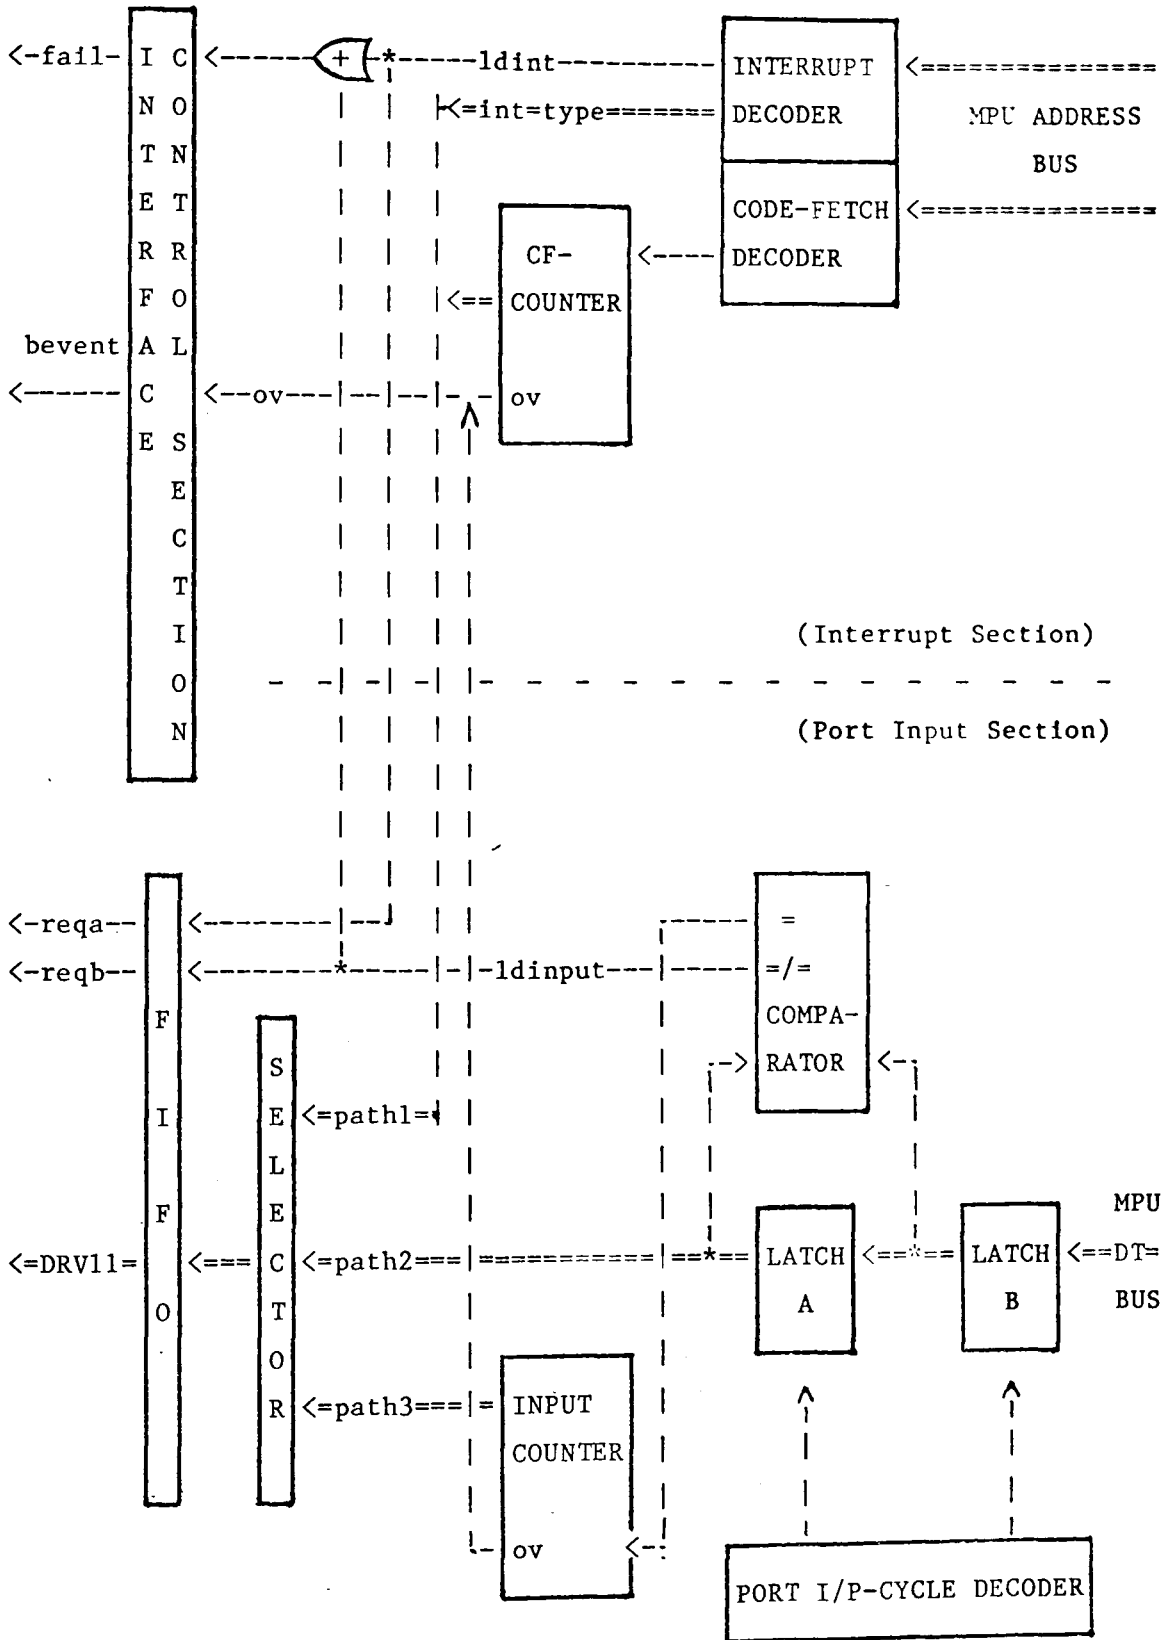 <-fail-
INTERFACE
CONTROL SECTION
<------
+
-*-----ldint--------
INTERRUPT
DECODER
<===============
MPU ADDRESS
BUS
|<=int=type=======
CODE-FETCH
DECODER
<===============
CF-
COUNTER
ov
<----
|<==
bevent
<------
<--ov---
(Interrupt Section)
(Port Input Section)
<-reqa--
<-reqb--
<=DRV11=
FIFO
SELECTOR
*-----ldinput-----
=
=/=
COMPA-
RATOR
<=path1=
<===
<=path2===
==*==
LATCH
A
<==*==
LATCH
B
MPU
<==DT=
BUS
<=path3===
INPUT
COUNTER
ov
PORT I/P-CYCLE DECODER